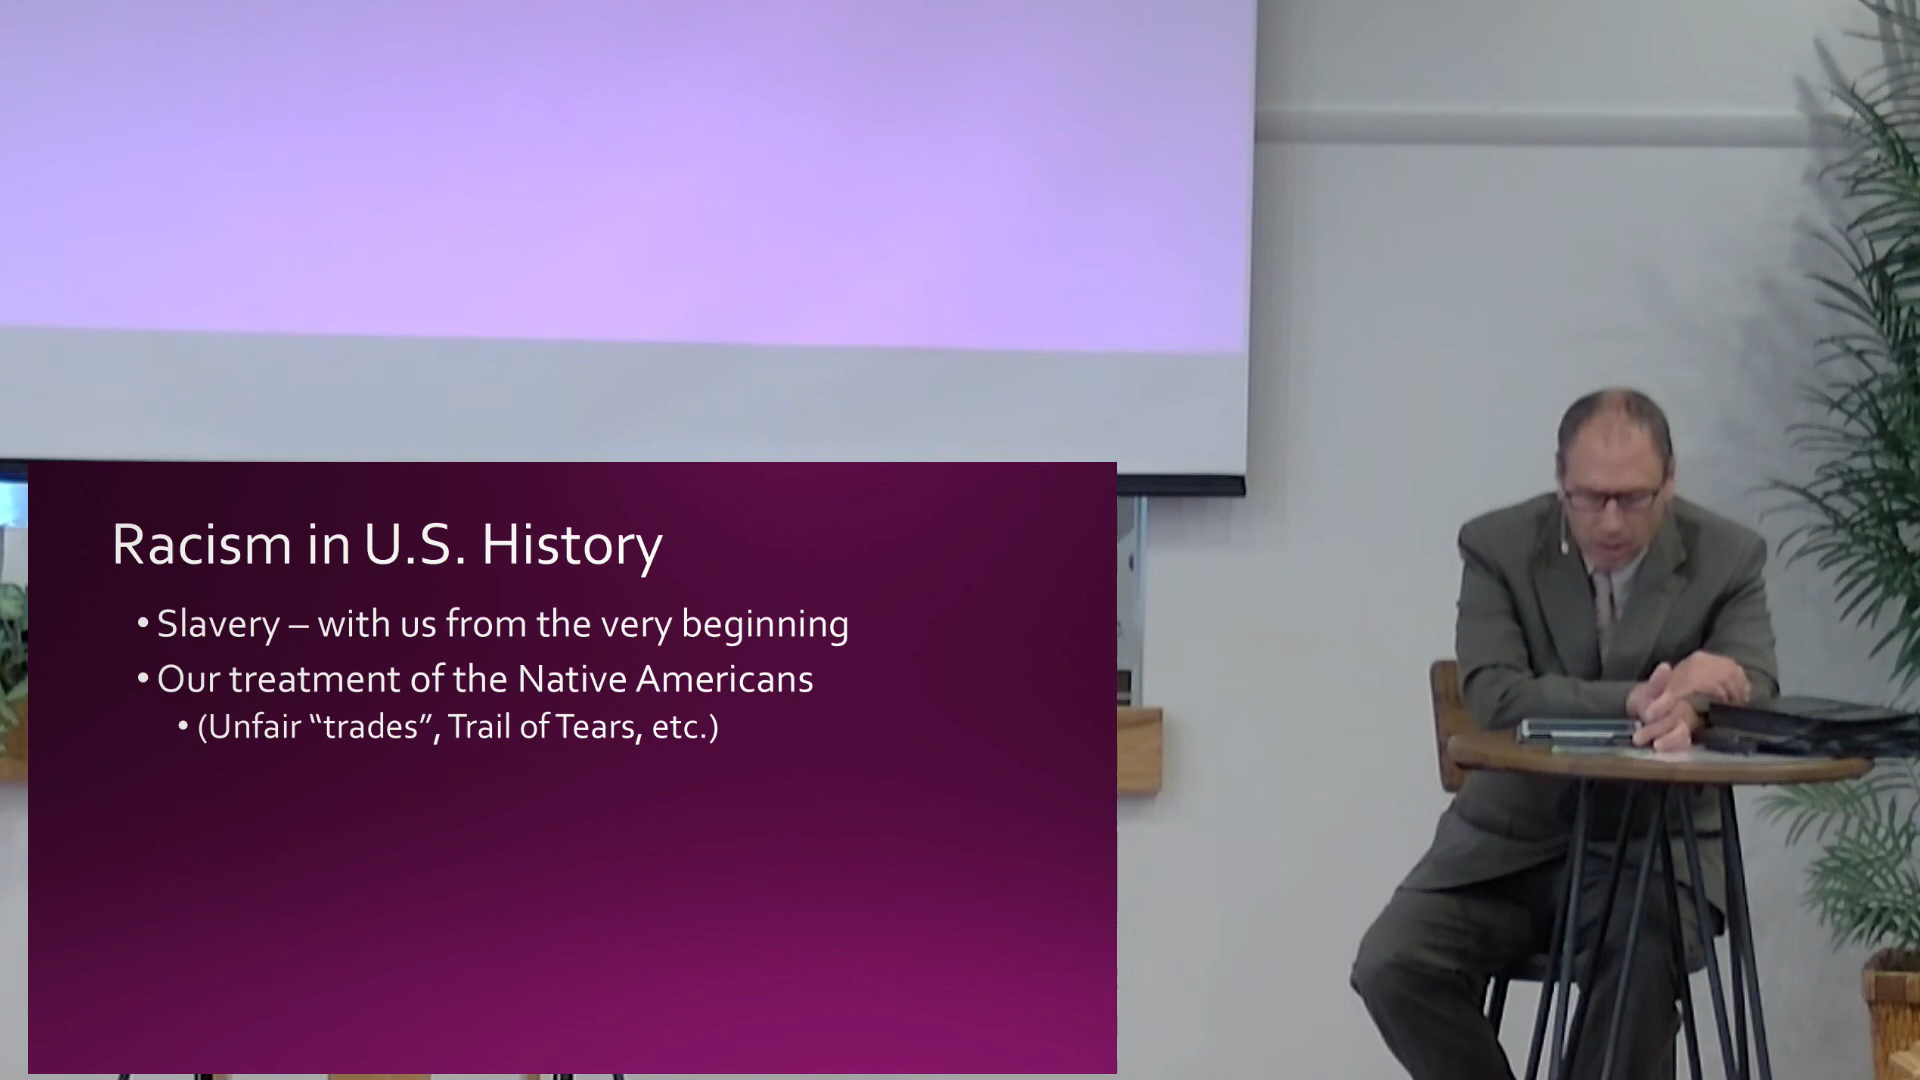 Racism in U.S. History
• Slavery – with us from the very beginning
• Our treatment of the Native Americans
• (Unfair “trades”, Trail of Tears, etc.)